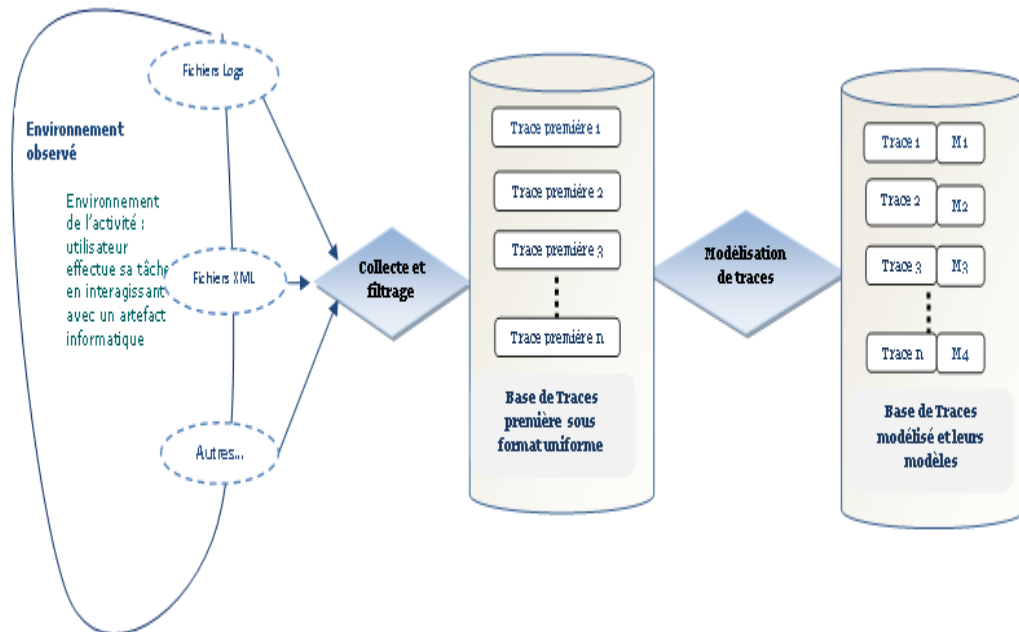 Fichiers Logs
Environnement
observé
Environnement
de l'activité :
utilisateur
effectue sa tâche
en interagissant
avec un artefact
informatique
Fichiers XML
Autres...
Collecte et
filtrage
Trace première 1
Trace première 2
Trace première 3
Trace première n
Base de Traces
première sous
format uniforme
Modélisation
de traces
Trace 1
M1
Trace 2
M2
Trace 3
M3
Trace n
M4
Base de Traces
modélisé et leurs
modèles